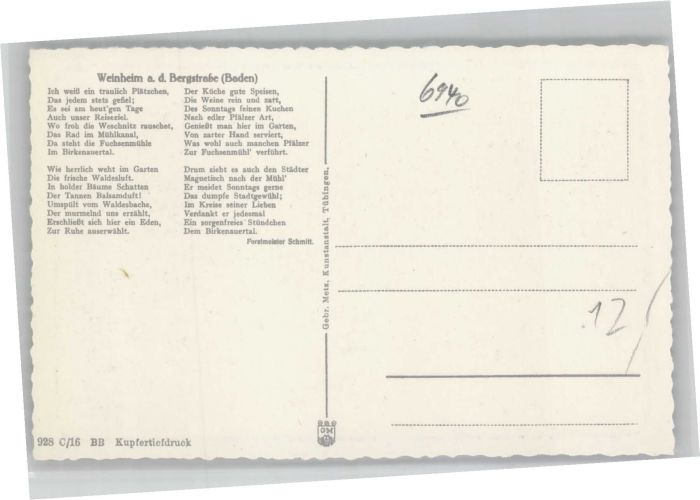 Weinheim a. d. Bergstraße (Baden)
Ich weiß ein traulich Plätzchen,
Das jedem stets gefiel;
Es sei am heut'gen Tage
Auch unser Reiseziel.
Wo froh die Weschnitz rauschet,
Das Rad im Mühlkanal,
Da steht die Fuchsenmühle
Im Birkenauertal.
Wie herrlich weht im Garten
Die frische Waldesluft.
In holder Bäume Schatten
Der Tannen Balsamduft!
Umspült vom Waldesbache,
Der murmelnd uns erzählt,
Erschließt sich hier ein Eden,
Zur Ruhe auserwählt.
Der Küche gute Speisen,
Die Weine rein und zart,
Des Sonntags feinen Kuchen
Nach edler Pfälzer Art,
Genießt man hier im Garten,
Von zarter Hand serviert,
Was wohl auch manchen Pfälzer
Zur Fuchsenmühl' verführt.
Drum zieht es auch den Städter
Magnetisch nach der Mühl'
Er meidet Sonntags gerne
Das dumpfe Stadtgewühl;
Im Kreise seiner Lieben
Verdankt er jedesmal
Ein sorgenfreies Stündchen
Dem Birkenauertal.
Forstmeister Schmitt.
Gebr. Metz, Kunstanstalt, Tübingen.
6940
12
928 C/16 BB Kupfertiefdruck